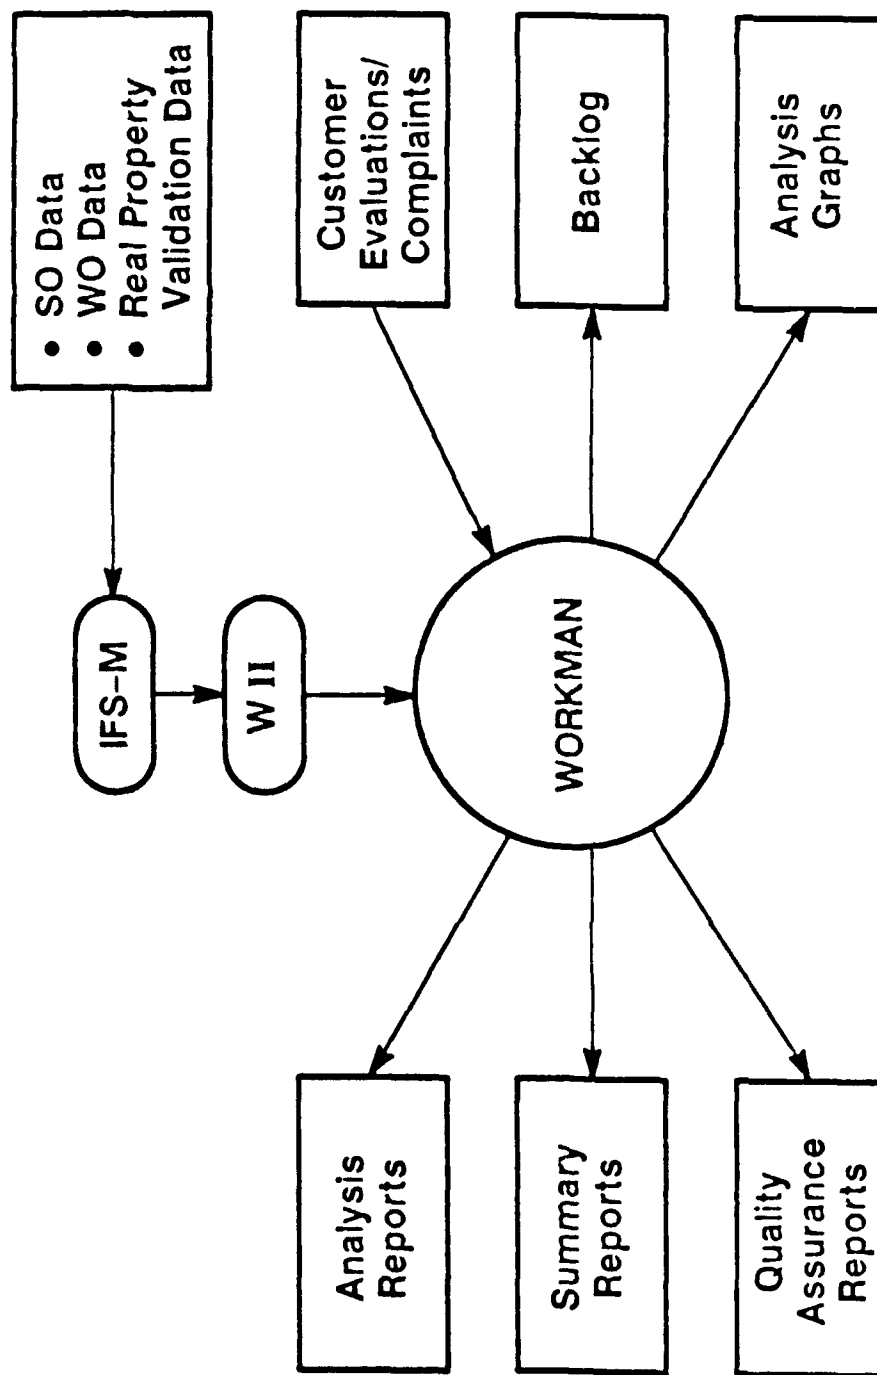 • SO Data
• WO Data
• Real Property
Validation Data
IFS-M
W II
WORKMAN
Analysis
Reports
Summary
Reports
Quality
Assurance
Reports
Customer
Evaluations/
Complaints
Backlog
Analysis
Graphs